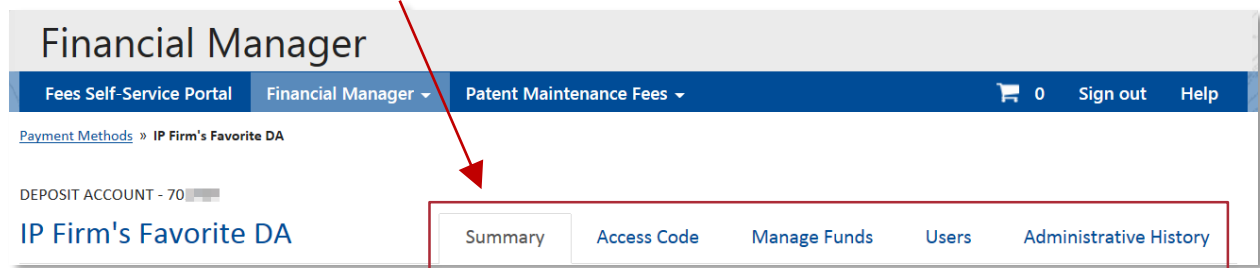 Financial Manager
Fees Self-Service Portal Financial Manager Patent Maintenance Fees 0 Sign out Help
Payment Methods » IP Firm's Favorite DA
DEPOSIT ACCOUNT - 70
IP Firm's Favorite DA Summary Access Code Manage Funds Users Administrative History